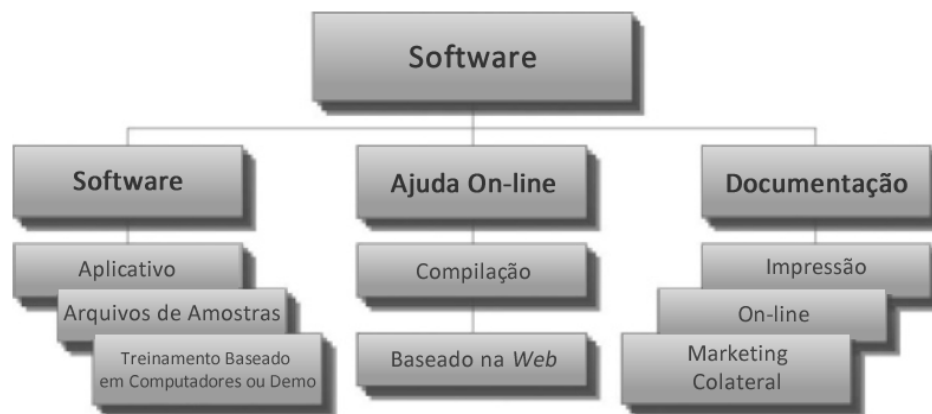 Software
Software
Ajuda On-line
Documentação
Aplicativo
Compilação
Impressão
Arquivos de Amostras
On-line
Treinamento Baseado
em Computadores ou Demo
Baseado na Web
Marketing
Colateral